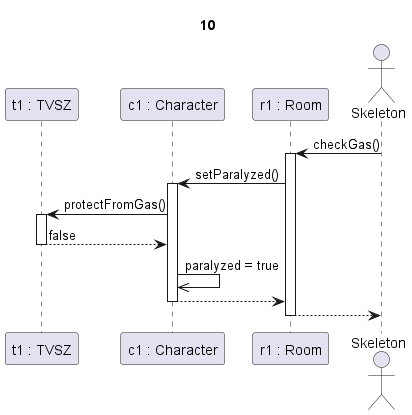 10
t1 : TVSZ
c1 : Character
r1 : Room
Skeleton
checkGas()
setParalyzed()
protectFromGas()
false
paralyzed = true
t1 : TVSZ
c1 : Character
r1 : Room
Skeleton